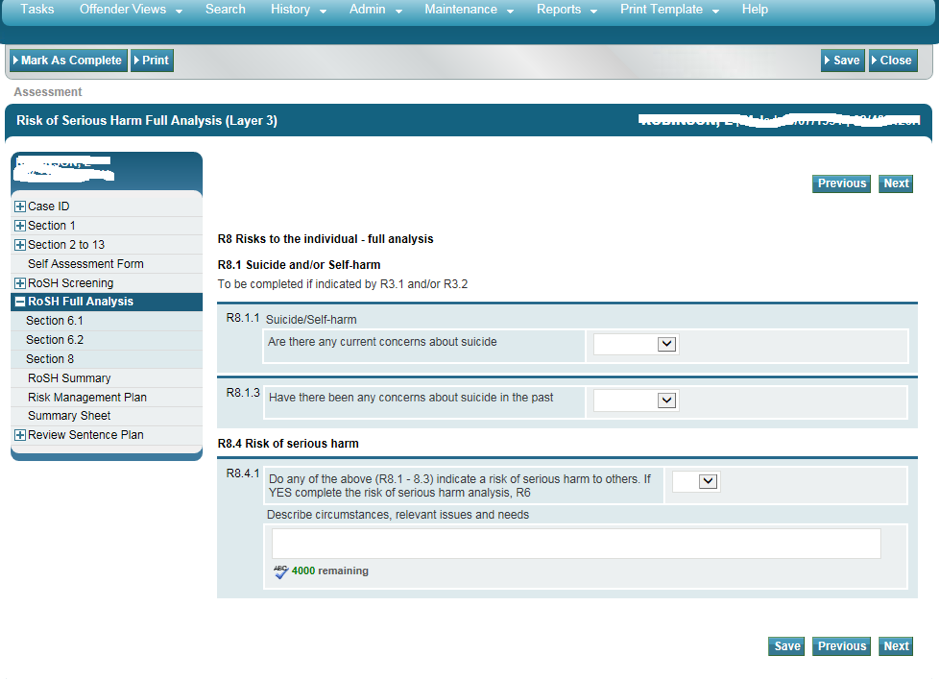 Tasks Offender Views Search History Admin Maintenance Reports Print Template Help
Mark As Complete Print Save Close
Assessment
Risk of Serious Harm Full Analysis (Layer 3)
Previous Next
Case ID
Section 1
Section 2 to 13
Self Assessment Form
RoSH Screening
RoSH Full Analysis
Section 6.1
Section 6.2
Section 8
RoSH Summary
Risk Management Plan
Summary Sheet
Review Sentence Plan
R8 Risks to the individual - full analysis
R8.1 Suicide and/or Self-harm
To be completed if indicated by R3.1 and/or R3.2
R8.1.1 Suicide/Self-harm
Are there any current concerns about suicide
R8.1.3 Have there been any concerns about suicide in the past
R8.4 Risk of serious harm
R8.4.1 Do any of the above (R8.1 - 8.3) indicate a risk of serious harm to others. If
YES complete the risk of serious harm analysis, R6
Describe circumstances, relevant issues and needs
ABC 4000 remaining
Save Previous Next